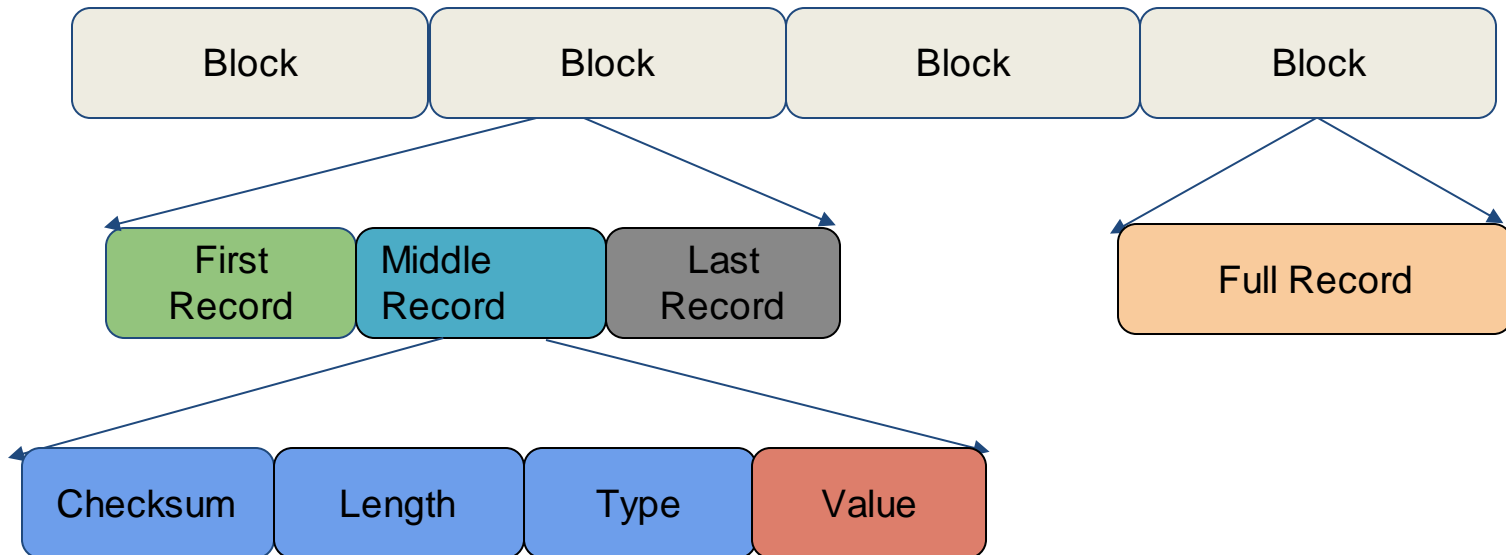 Block
Block
Block
Block
First
Record
Middle
Record
Last
Record
Full Record
Checksum
Length
Type
Value